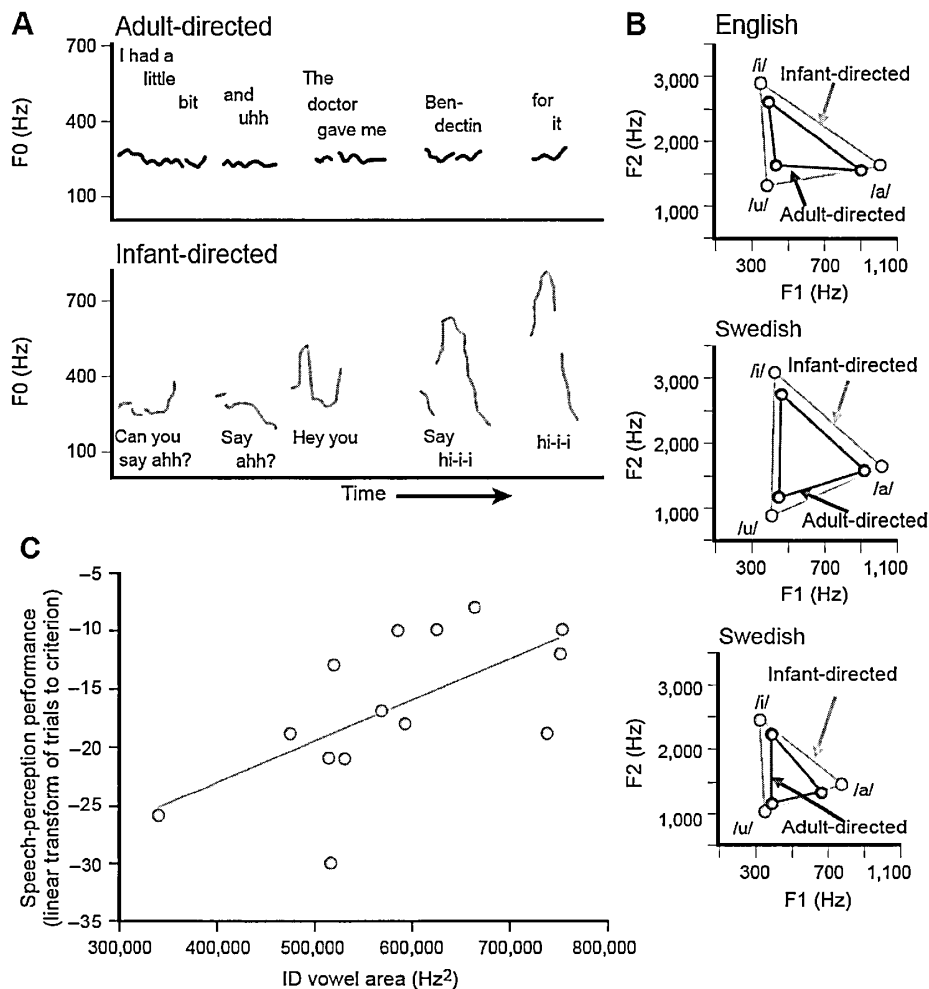 A
Adult-directed
700
400
100
F0 (Hz)
I had a
little
bit
and
uhh
The
doctor
gave me
Ben-
dectin
for
it
Infant-directed
700
400
100
F0 (Hz)
Can you
say ahh?
Say
ahh?
Hey you
Say
hi-i-i
hi-i-i
Time
B
English
3,000
2,000
1,000
F2 (Hz)
/i/
Infant-directed
/u/
/a/
Adult-directed
300 700 1,100
F1 (Hz)
Swedish
3,000
2,000
1,000
F2 (Hz)
/i/
Infant-directed
/a/
/u/
Adult-directed
300 700 1,100
F1 (Hz)
Swedish
3,000
2,000
1,000
F2 (Hz)
Infant-directed
/i/
/a/
/u/
Adult-directed
300 700 1,100
F1 (Hz)
C
Speech-perception performance
(linear transform of trials to criterion)
–5
–10
–15
–20
–25
–30
–35
300,000 400,000 500,000 600,000 700,000 800,000
ID vowel area (Hz²)